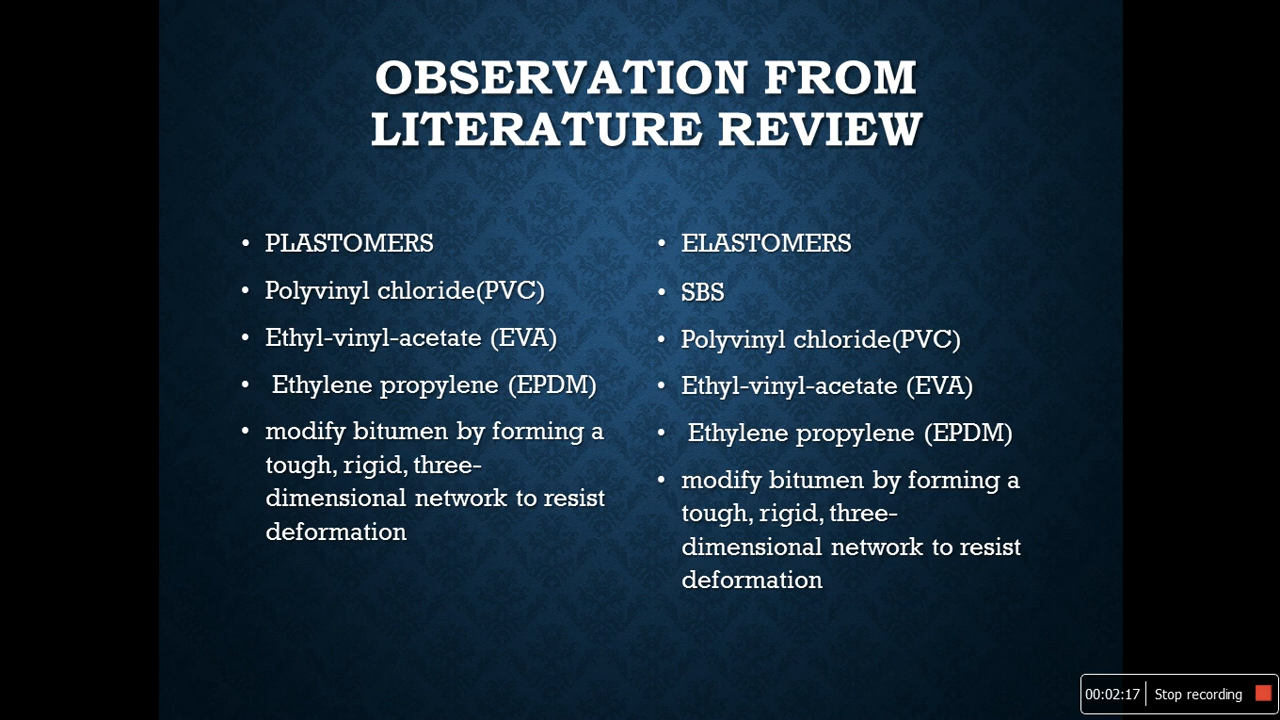 OBSERVATION FROM
LITERATURE REVIEW
• PLASTOMERS
• Polyvinyl chloride(PVC)
• Ethyl-vinyl-acetate (EVA)
• Ethylene propylene (EPDM)
• modify bitumen by forming a
tough, rigid, three-
dimensional network to resist
deformation
• ELASTOMERS
• SBS
• Polyvinyl chloride(PVC)
• Ethyl-vinyl-acetate (EVA)
• Ethylene propylene (EPDM)
• modify bitumen by forming a
tough, rigid, three-
dimensional network to resist
deformation
00:02:17 Stop recording